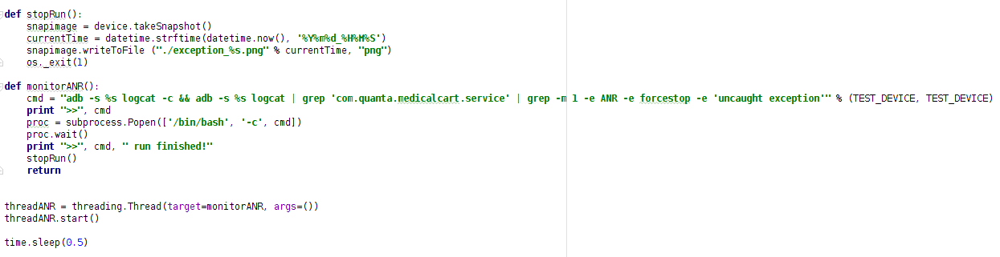 def stopRun():
    snapimage = device.takeSnapshot()
    currentTime = datetime.strftime(datetime.now(), '%Y%m%d_%H%M%S')
    snapimage.writeToFile ("./exception_%s.png" % currentTime, "png")
    os._exit(1)

def monitorANR():
    cmd = "adb -s %s logcat -c && adb -s %s logcat | grep 'com.quanta.medicalcart.service' | grep -m 1 -e ANR -e forcestop -e 'uncaught exception'" % (TEST_DEVICE, TEST_DEVICE)
    print ">>", cmd
    proc = subprocess.Popen(['/bin/bash', '-c', cmd])
    proc.wait()
    print ">>", cmd, " run finished!"
    stopRun()
    return

threadANR = threading.Thread(target=monitorANR, args=())
threadANR.start()

time.sleep(0.5)